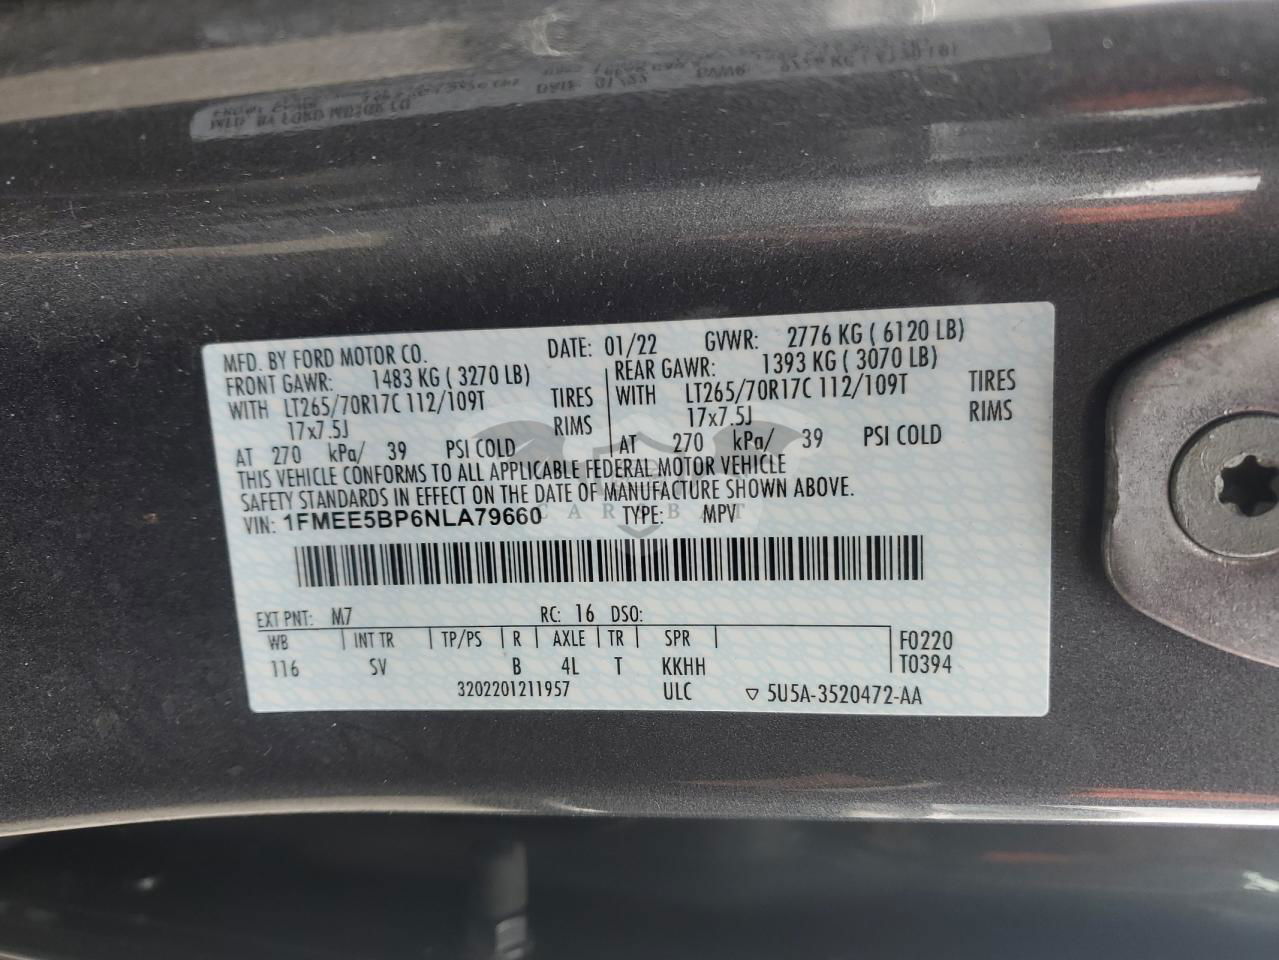 MFD. BY FORD MOTOR CO. DATE: 01/22 GVWR: 2776 KG ( 6120 LB)
FRONT GAWR: 1483 KG ( 3270 LB) REAR GAWR: 1393 KG ( 3070 LB)
WITH LT265/70R17C 112/109T TIRES WITH LT265/70R17C 112/109T TIRES
17x7.5J RIMS 17x7.5J RIMS
AT 270 kPa/ 39 PSI COLD AT 270 kPa/ 39 PSI COLD
THIS VEHICLE CONFORMS TO ALL APPLICABLE FEDERAL MOTOR VEHICLE
SAFETY STANDARDS IN EFFECT ON THE DATE OF MANUFACTURE SHOWN ABOVE.
VIN: 1FMEE5BP6NLA79660 TYPE: MPV
EXT PNT: M7 RC: 16 DSO:
WB INT TR TP/PS R AXLE TR SPR F0220
116 SV B 4L T KKHH T0394
3202201211957 ULC ▽ 5U5A-3520472-AA